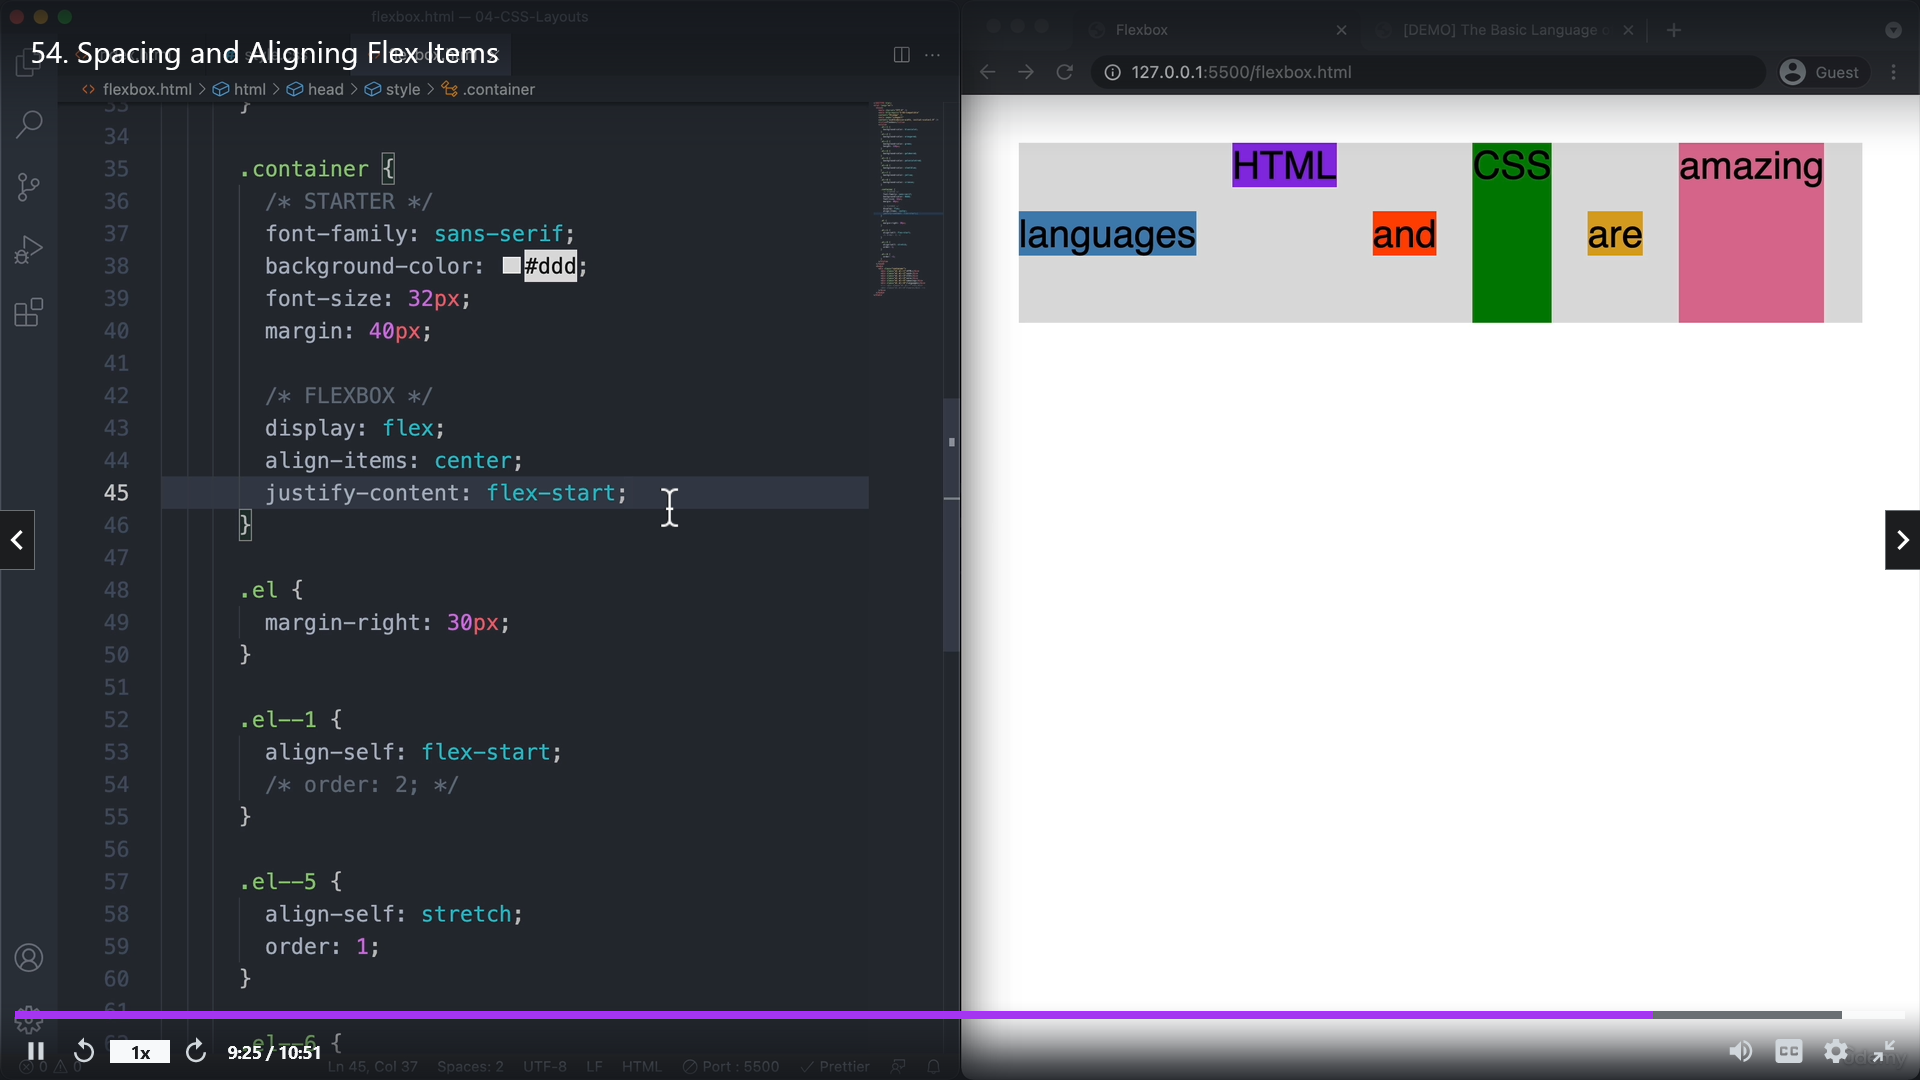 flexbox.html — 04-CSS-Layouts
54. Spacing and Aligning Flex Items
flexbox.html > html > head > style > .container
33 }
34
35 .container {
36 /* STARTER */
37 font-family: sans-serif;
38 background-color: #ddd;
39 font-size: 32px;
40 margin: 40px;
41
42 /* FLEXBOX */
43 display: flex;
44 align-items: center;
45 justify-content: flex-start;
46 }
47
48 .el {
49 margin-right: 30px;
50 }
51
52 .el--1 {
53 align-self: flex-start;
54 /* order: 2; */
55 }
56
57 .el--5 {
58 align-self: stretch;
59 order: 1;
60 }
61
.el--6 {
1x 9:25 / 10:51
0 0 Ln 45, Col 37 Spaces: 2 UTF-8 LF HTML Port : 5500 Prettier
Flexbox
[DEMO] The Basic Language o
127.0.0.1:5500/flexbox.html
Guest
HTML CSS amazing
languages and are
CC
udemy